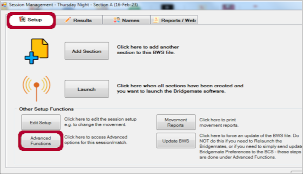 Session Management - Thursday Night - Section A (16-Feb-23)
Setup
Results
Names
Reports / Web
Add Section
Click here to add another
section to this BWS file.
Launch
Click here when all sections have been created and
you want to launch the Bridgemate software.
Other Setup Functions
Edit Setup
Click here to edit the session setup
e.g. to change the movement.
Movement
Reports
Click here to print
movement reports.
Advanced
Functions
Click here to access Advanced
options for this session/match.
Update BWS
Click here to force an update of the BWS file. Do
NOT do this if you need to Relaunch the
Bridgemates, or if you need to simply send update
Bridgemate Preferences to the BCS - these steps
are done under Advanced Functions.